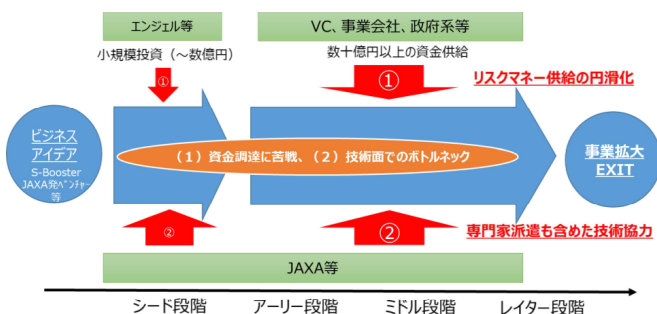 エンジェル等
VC、事業会社、政府系等
小規模投資(～数億円)
数十億円以上の資金供給
①
①
リスクマネー供給の円滑化
ビジネス
アイデア
S-Booster
JAXA発ベンチャー
等
(1)資金調達に苦戦、(2)技術面でのボトルネック
事業拡大
EXIT
②
②
専門家派遣も含めた技術協力
JAXA等
シード段階
アーリー段階
ミドル段階
レイター段階